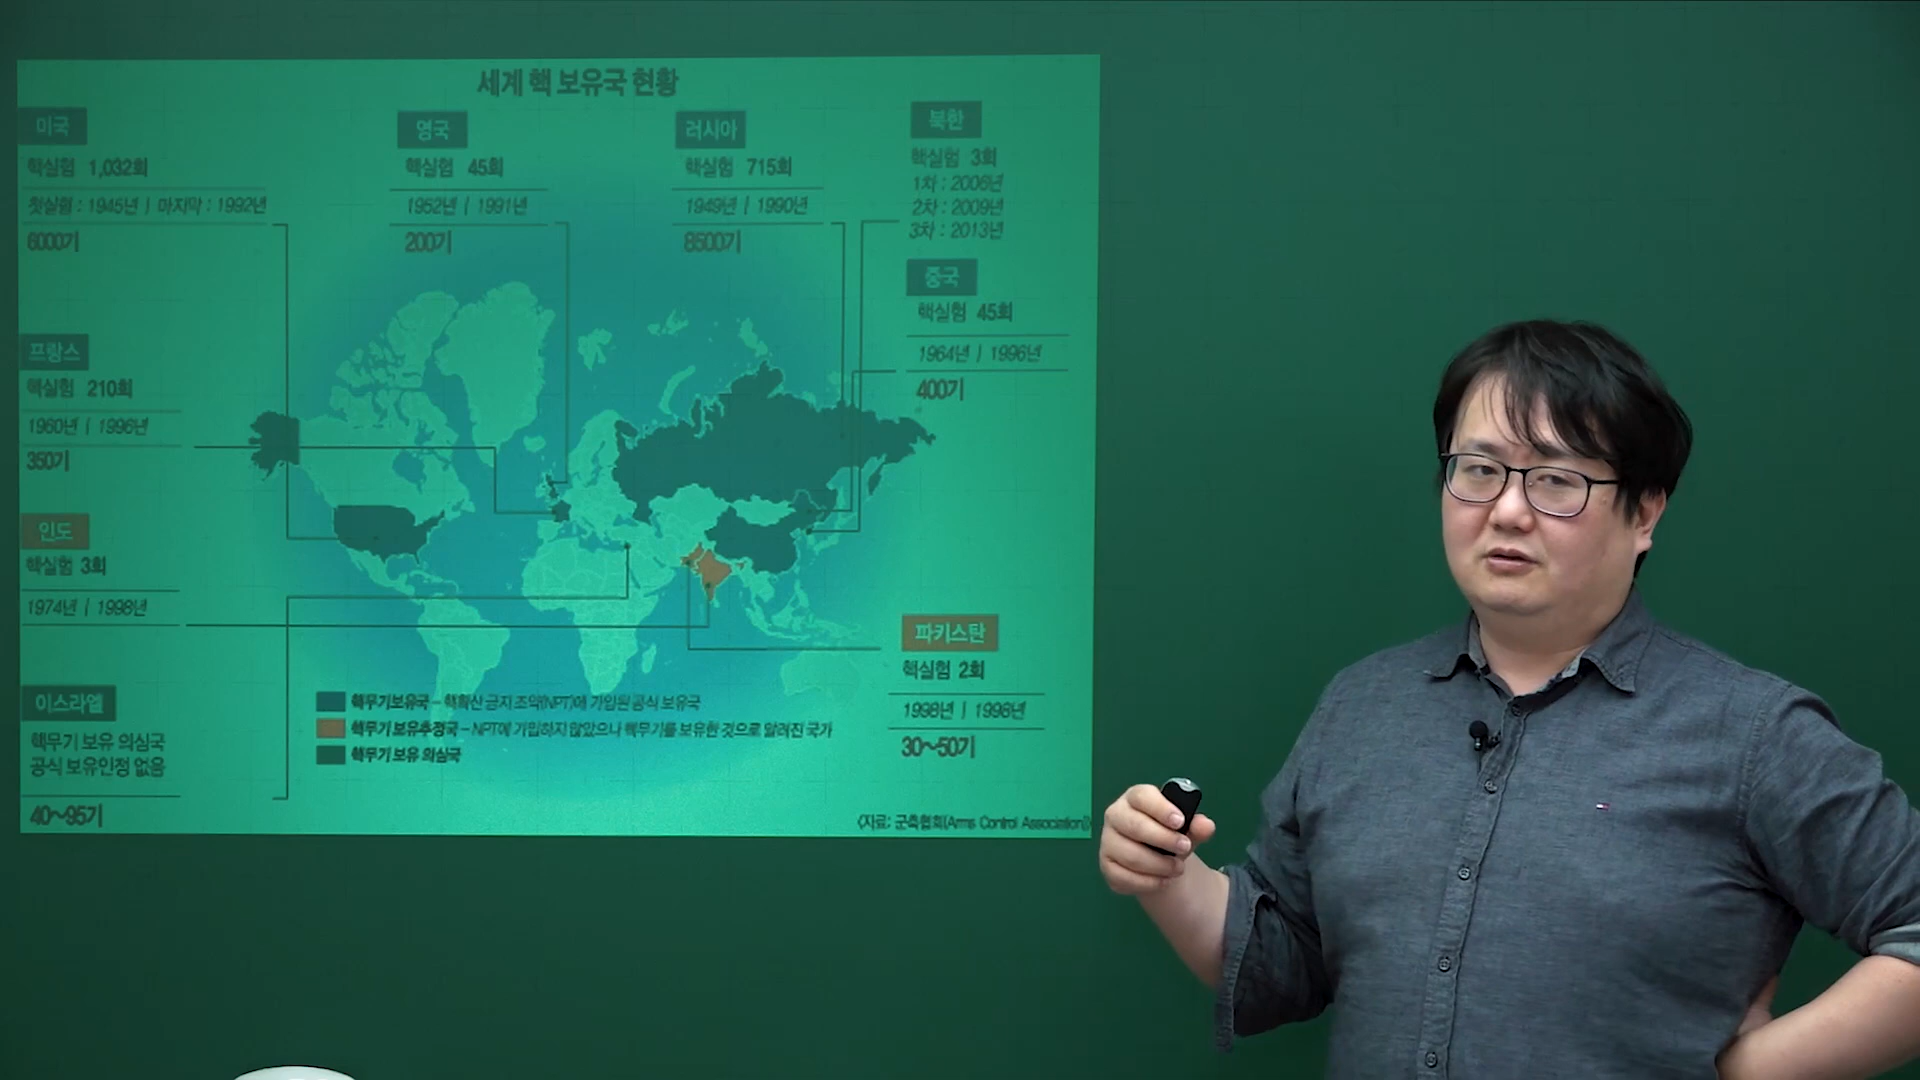 세계 핵 보유국 현황
미국
핵실험 1,032회
첫실험 : 1945년 | 마지막 : 1992년
6000기
영국
핵실험 45회
1952년 | 1991년
200기
러시아
핵실험 715회
1949년 | 1990년
8500기
북한
핵실험 3회
1차 : 2006년
2차 : 2009년
3차 : 2013년
중국
핵실험 45회
1964년 | 1996년
400기
프랑스
핵실험 210회
1960년 | 1996년
350기
인도
핵실험 3회
1974년 | 1998년
이스라엘
핵무기 보유 의심국
공식 보유인정 없음
40~95기
파키스탄
핵실험 2회
1998년 | 1998년
30~50기
핵무기보유국 – 핵확산 금지 조약(NPT)에 가입된 공식 보유국
핵무기 보유추정국 – NPT에 가입하지 않았으나 핵무기를 보유한 것으로 알려진 국가
핵무기 보유 의심국
〈자료: 군축협회(Arms Control Association)〉